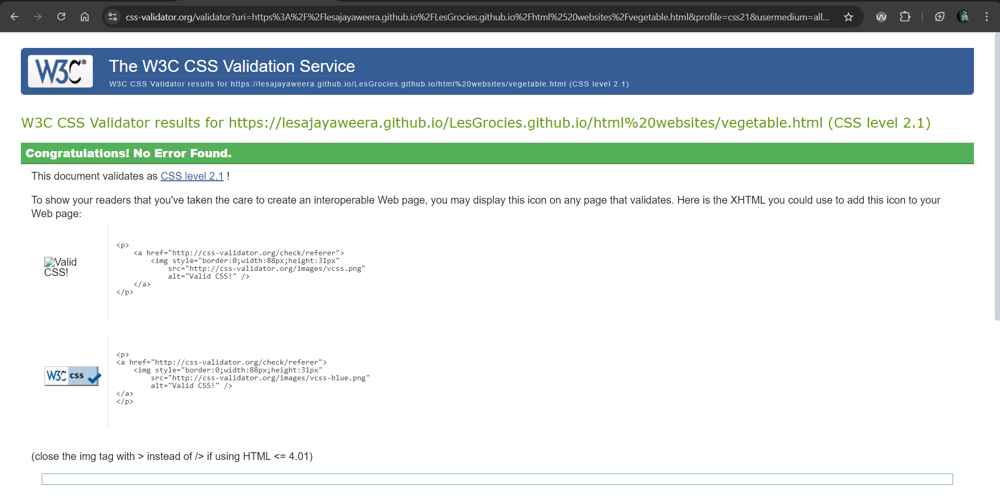 css-validator.org/validator?uri=https%3A%2F%2Flesajayaweera.github.io%2FLesGrocies.github.io%2Fhtml%2520websites%2Fvegetable.html&profile=css21&usermedium=all...
W3C®
The W3C CSS Validation Service
W3C CSS Validator results for https://lesajayaweera.github.io/LesGrocies.github.io/html%20websites/vegetable.html (CSS level 2.1)
W3C CSS Validator results for https://lesajayaweera.github.io/LesGrocies.github.io/html%20websites/vegetable.html (CSS level 2.1)
Congratulations! No Error Found.
This document validates as CSS level 2.1 !
To show your readers that you've taken the care to create an interoperable Web page, you may display this icon on any page that validates. Here is the XHTML you could use to add this icon to your
Web page:
Valid
CSS!
<p>
<a href="http://css-validator.org/check/referer">
<img style="border:0;width:88px;height:31px"
src="http://css-validator.org/images/vcss.png"
alt="Valid CSS!" />
</a>
</p>
W3C css
<p>
<a href="http://css-validator.org/check/referer">
<img style="border:0;width:88px;height:31px"
src="http://css-validator.org/images/vcss-blue.png"
alt="Valid CSS!" />
</a>
</p>
(close the img tag with > instead of /> if using HTML <= 4.01)